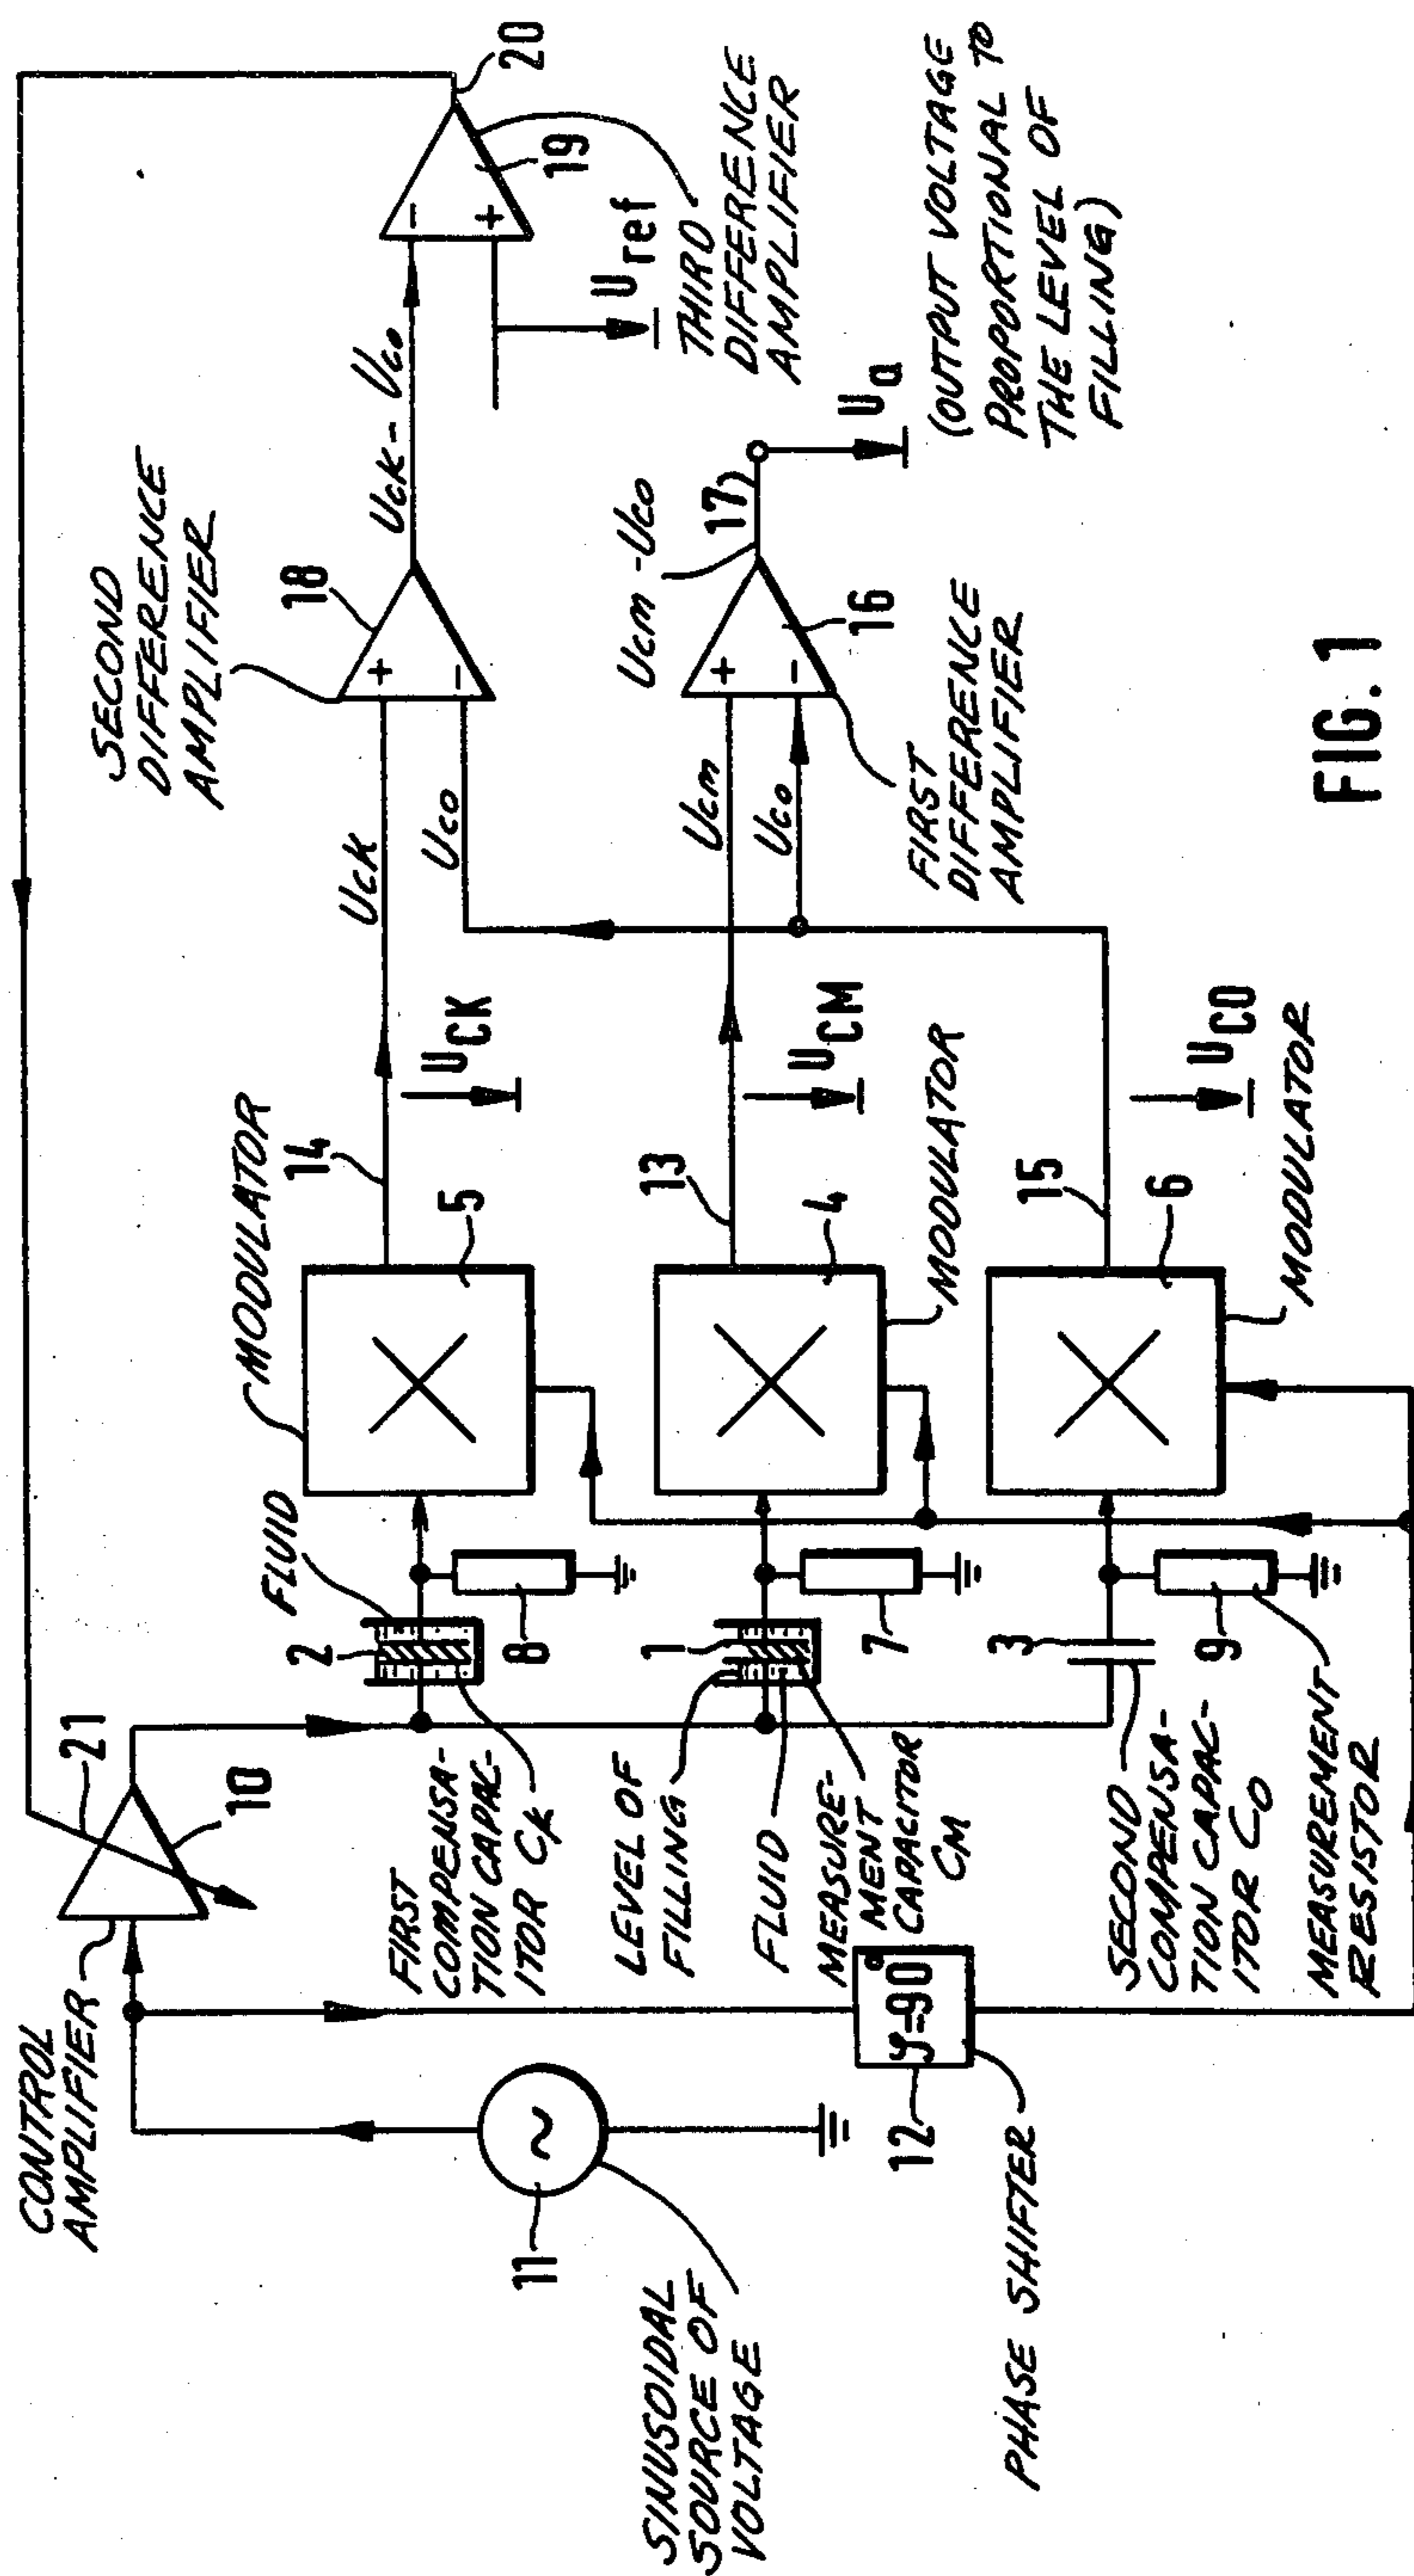 CONTROL
AMPLIFIER
21
10
SINUSOIDAL
SOURCE OF
VOLTAGE
11
PHASE SHIFTER
12
φ=90°
FIRST
COMPENSA-
TION CAPAC-
ITOR CK
LEVEL OF
FILLING
FLUID
MEASURE-
MENT
CAPACITOR
CM
SECOND
COMPENSA-
TION CAPAC-
ITOR CO
MEASUREMENT
RESISTOR
FLUID
2
8
1
7
3
9
MODULATOR
5
14
UCK
MODULATOR
4
13
UCM
MODULATOR
6
15
UCO
UCK
UCO
UCM
UCO
SECOND
DIFFERENCE
AMPLIFIER
18
+
-
FIRST
DIFFERENCE
AMPLIFIER
16
+
-
UCK-UCO
UCM-UCO
17
Ua
(OUTPUT VOLTAGE
PROPORTIONAL TO
THE LEVEL OF
FILLING)
-
+
19
20
Uref
THIRD
DIFFERENCE
AMPLIFIER
FIG. 1